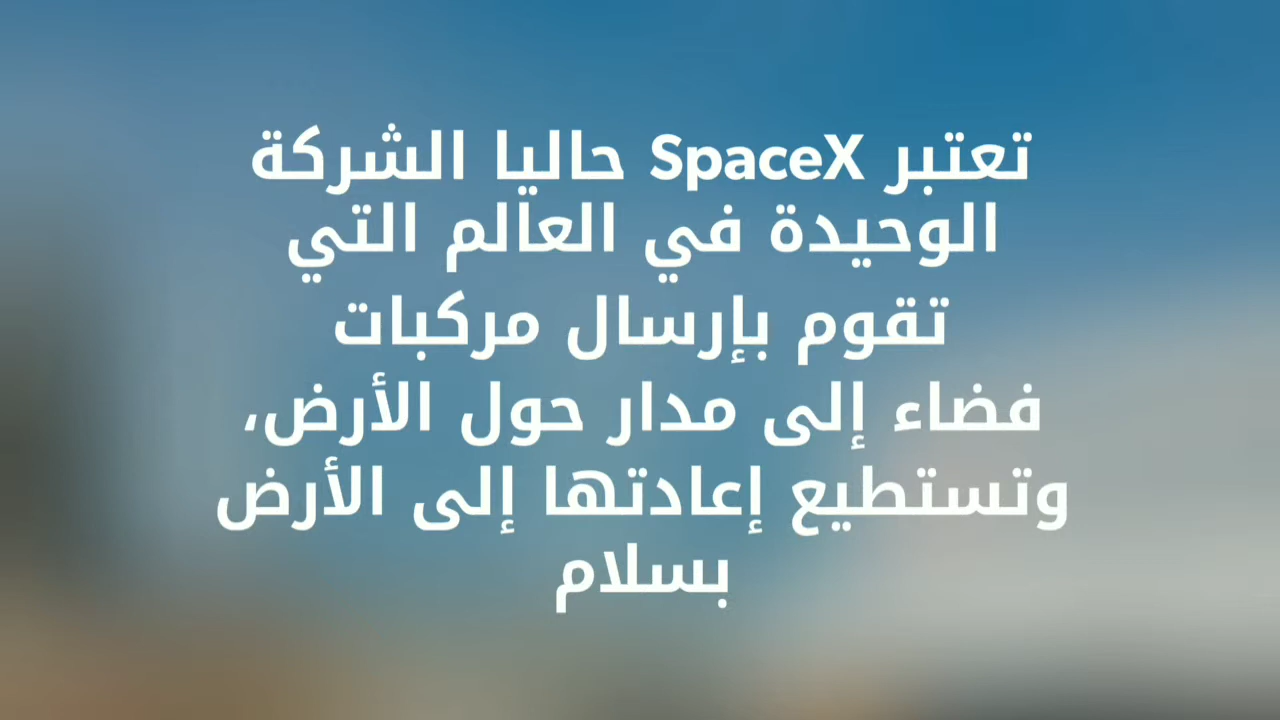 تعتبر SpaceX حاليا الشركة
الوحيدة في العالم التي
تقوم بإرسال مركبات
فضاء إلى مدار حول الأرض،
وتستطيع إعادتها إلى الأرض
بسلام